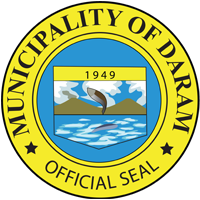 MUNICIPALITY OF DARAM
1949
OFFICIAL SEAL